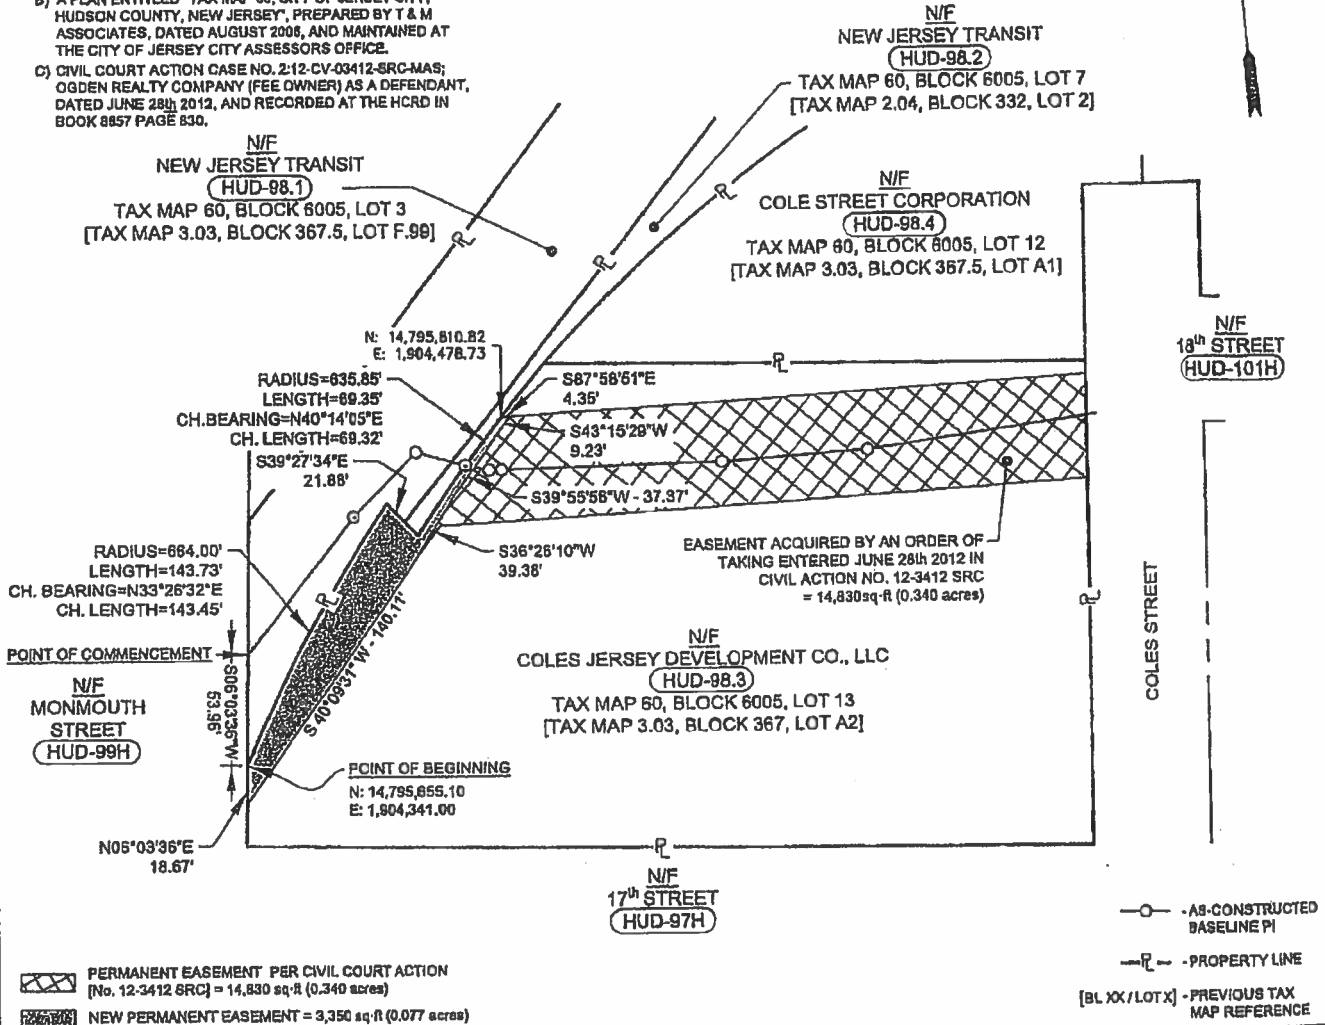 B) A PLAN ENTITLED "TAX MAP 60, CITY OF JERSEY CITY,
HUDSON COUNTY, NEW JERSEY", PREPARED BY T & M
ASSOCIATES, DATED AUGUST 2006, AND MAINTAINED AT
THE CITY OF JERSEY CITY ASSESSORS OFFICE.
C) CIVIL COURT ACTION CASE NO. 2:12-CV-03412-SRC-MAS;
OGDEN REALTY COMPANY (FEE OWNER) AS A DEFENDANT,
DATED JUNE 28th 2012, AND RECORDED AT THE HCRD IN
BOOK 8857 PAGE 830.
N/F
NEW JERSEY TRANSIT
HUD-98.2
TAX MAP 60, BLOCK 6005, LOT 7
[TAX MAP 2.04, BLOCK 332, LOT 2]
N/F
NEW JERSEY TRANSIT
HUD-98.1
TAX MAP 60, BLOCK 6005, LOT 3
[TAX MAP 3.03, BLOCK 367.5, LOT F.99]
N/F
COLE STREET CORPORATION
HUD-98.4
TAX MAP 60, BLOCK 6005, LOT 12
[TAX MAP 3.03, BLOCK 367.5, LOT A1]
N/F
18th STREET
HUD-101H
N: 14,795,810.82
E: 1,904,478.73
RADIUS=635.85'
LENGTH=69.35'
CH.BEARING=N40°14'05"E
CH. LENGTH=69.32'
S39°27'34"E
21.88'
S87°58'51"E
4.35'
S43°15'29"W
9.23'
S39°55'56"W - 37.37'
S36°26'10"W
39.38'
EASEMENT ACQUIRED BY AN ORDER OF
TAKING ENTERED JUNE 28th 2012 IN
CIVIL ACTION NO. 12-3412 SRC
= 14,830sq-ft (0.340 acres)
RADIUS=664.00'
LENGTH=143.73'
CH. BEARING=N33°26'32"E
CH. LENGTH=143.45'
POINT OF COMMENCEMENT
S06°03'36"W
53.96'
S 40°09'31" W - 140.11'
N/F
MONMOUTH
STREET
HUD-99H
N/F
COLES JERSEY DEVELOPMENT CO., LLC
HUD-98.3
TAX MAP 60, BLOCK 6005, LOT 13
[TAX MAP 3.03, BLOCK 367, LOT A2]
COLES STREET
POINT OF BEGINNING
N: 14,795,655.10
E: 1,904,341.00
N06°03'36"E
18.67'
N/F
17th STREET
HUD-97H
PERMANENT EASEMENT PER CIVIL COURT ACTION
[No. 12-3412 SRC] = 14,830 sq-ft (0.340 acres)
NEW PERMANENT EASEMENT = 3,350 sq-ft (0.077 acres)
- AS-CONSTRUCTED
BASELINE PI
PL - PROPERTY LINE
[BL XX / LOT X] - PREVIOUS TAX
MAP REFERENCE